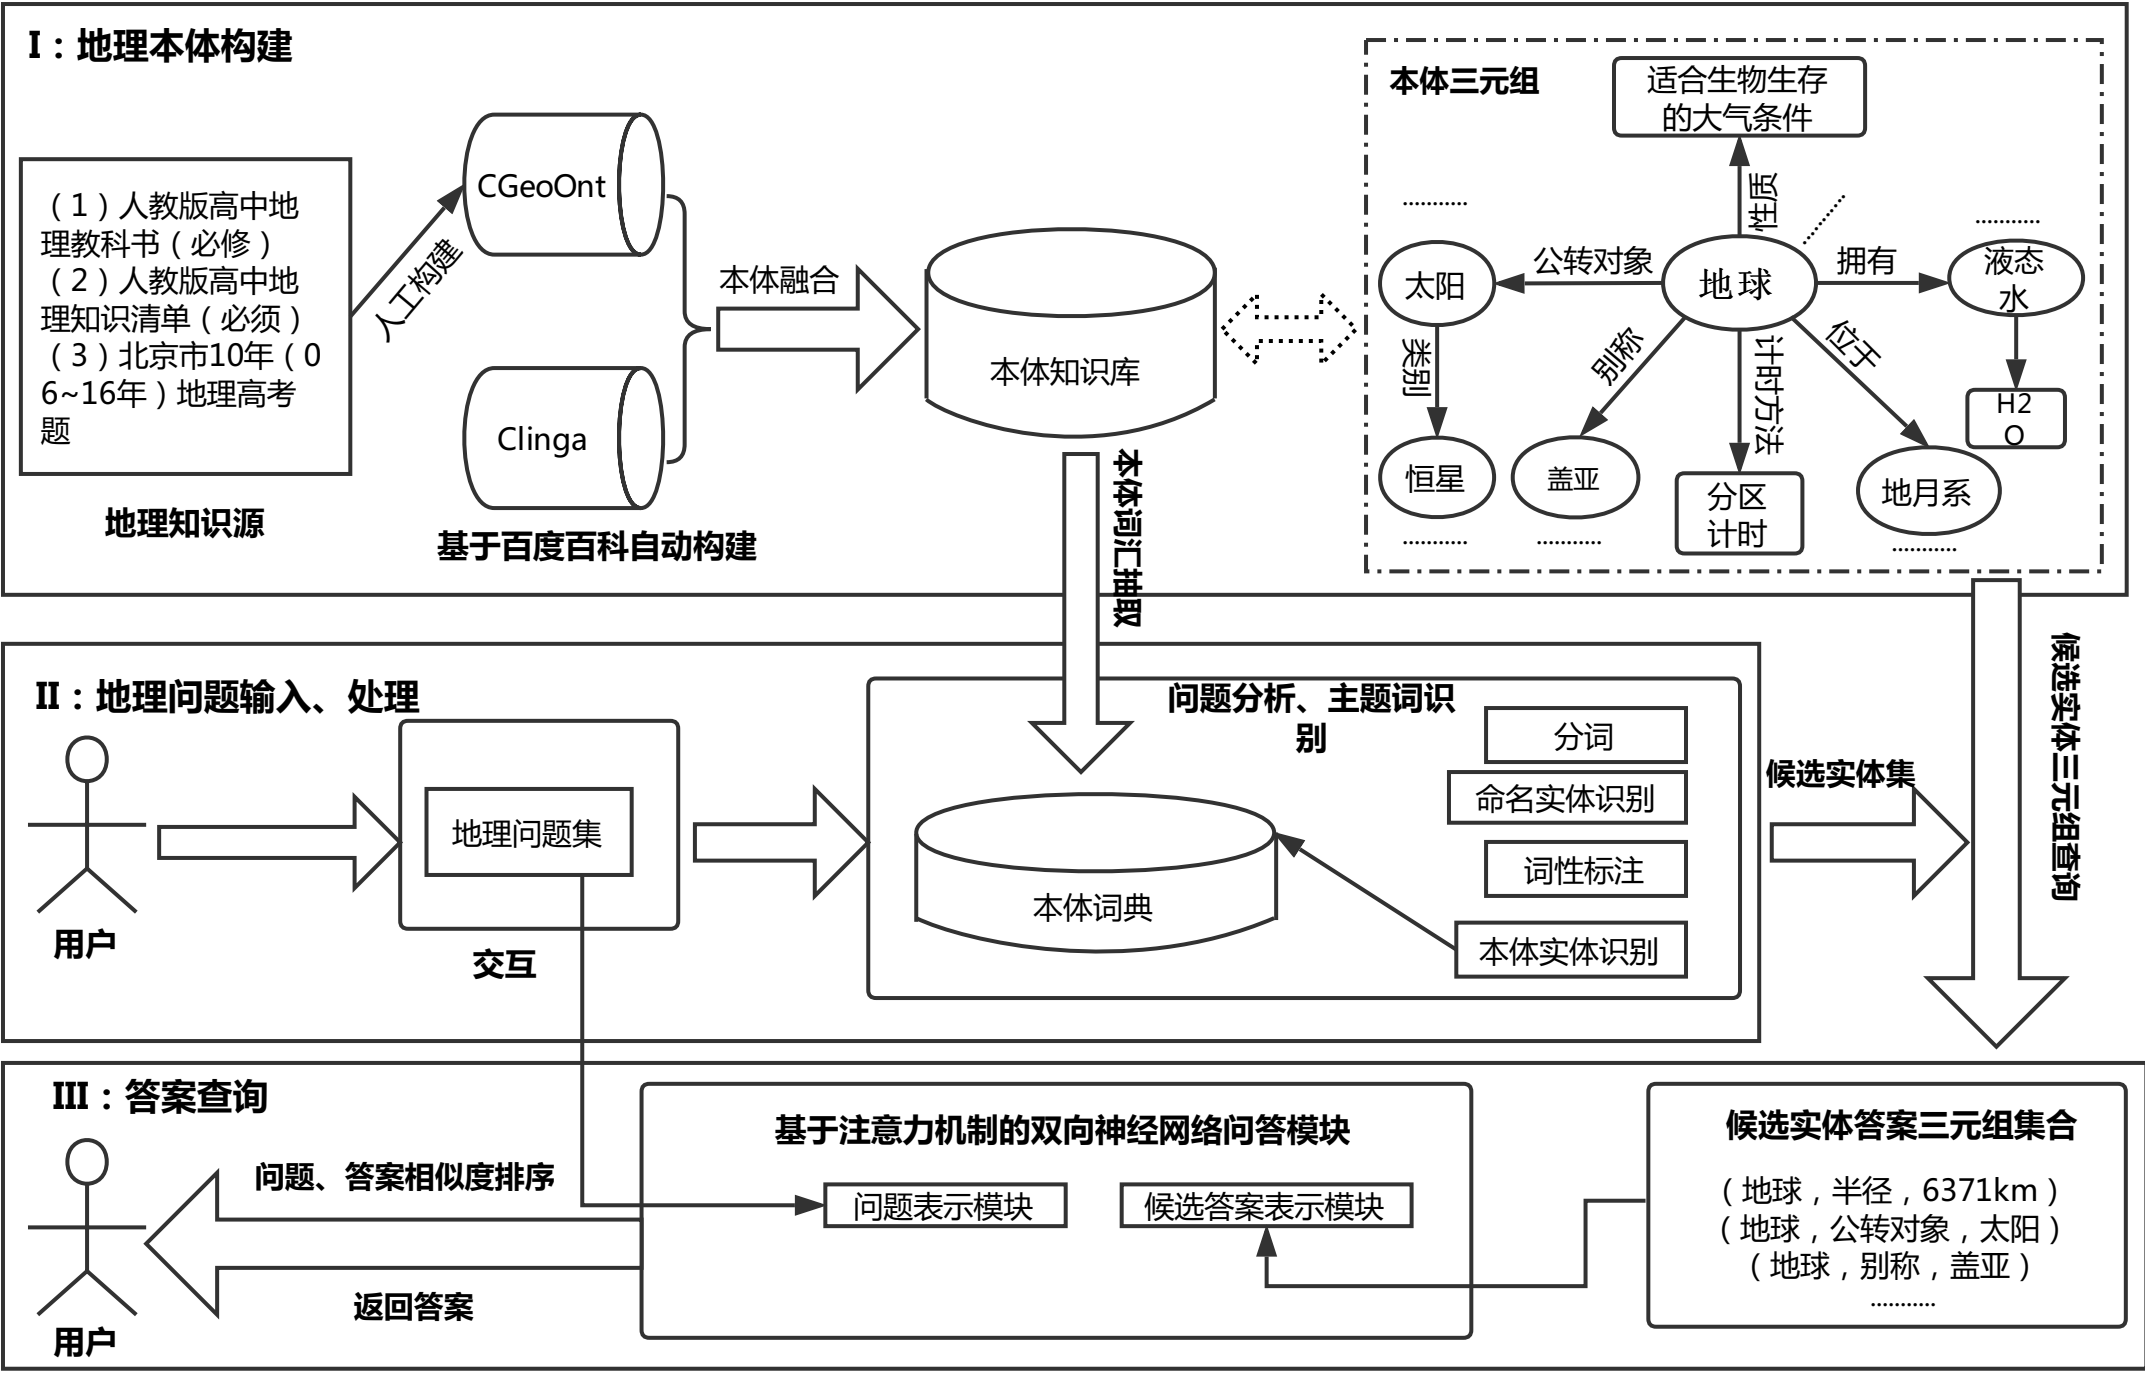 I：地理本体构建
（1）人教版高中地
理教科书（必修）
（2）人教版高中地
理知识清单（必须）
（3）北京市10年（0
6~16年）地理高考
题
地理知识源
人工构建
CGeoOnt
Clinga
基于百度百科自动构建
本体融合
本体知识库
本体词汇抽取
本体三元组
适合生物生存
的大气条件
性质
...........
...........
...........
太阳
公转对象
地球
拥有
液态
水
类别
别称
计时方法
位于
H2
O
恒星
盖亚
分区
计时
地月系
...........
...........
...........
候选实体三元组查询
II：地理问题输入、处理
用户
地理问题集
交互
问题分析、主题词识
别
分词
命名实体识别
词性标注
本体实体识别
本体词典
候选实体集
III：答案查询
用户
问题、答案相似度排序
返回答案
基于注意力机制的双向神经网络问答模块
问题表示模块
候选答案表示模块
候选实体答案三元组集合
（地球，半径，6371km）
（地球，公转对象，太阳）
（地球，别称，盖亚）
...........